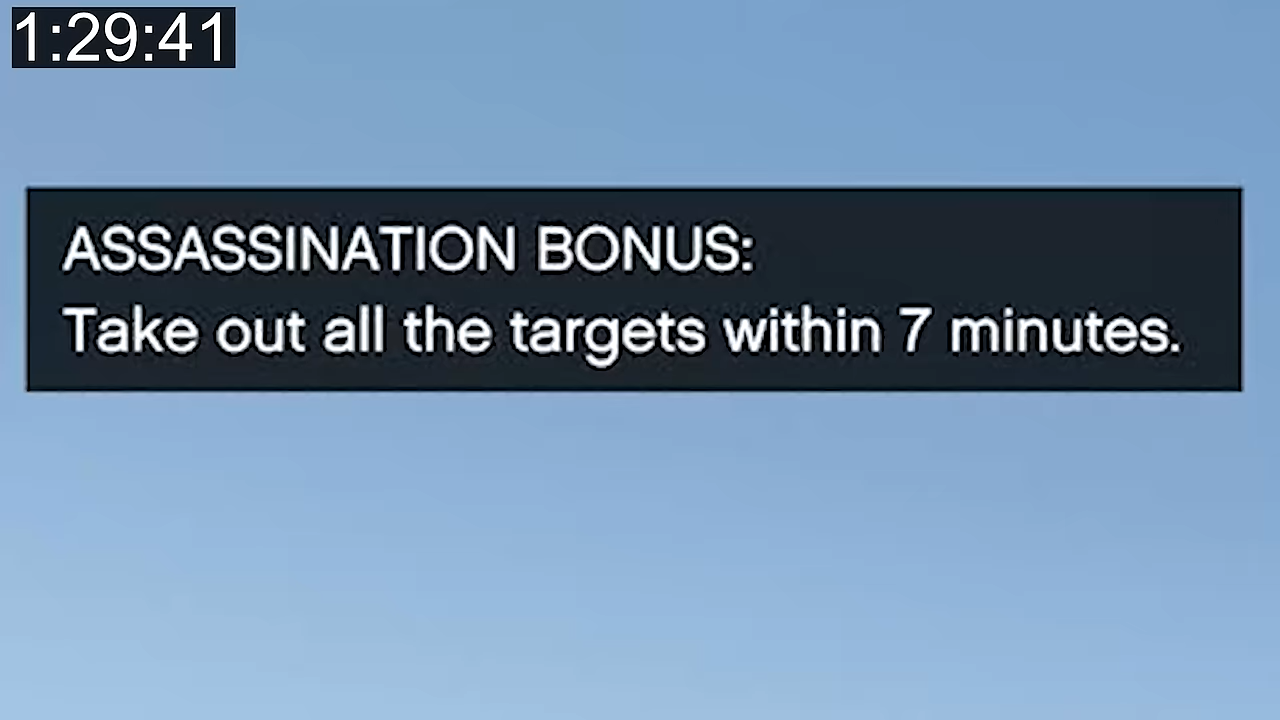 1:29:41
ASSASSINATION BONUS:
Take out all the targets within 7 minutes.